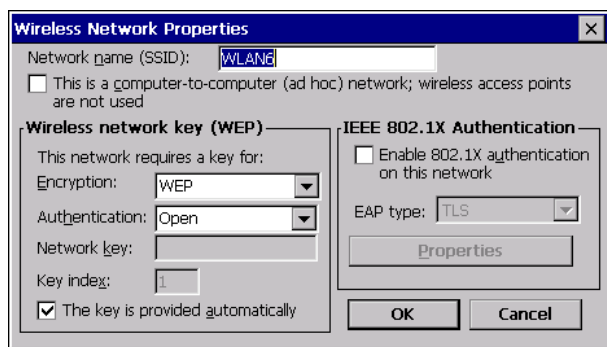 Wireless Network Properties
Network name (SSID): WLAN6
This is a computer-to-computer (ad hoc) network; wireless access points
are not used
Wireless network key (WEP)
This network requires a key for:
Encryption: WEP
Authentication: Open
Network key:
Key index: 1
The key is provided automatically
IEEE 802.1X Authentication
Enable 802.1X authentication
on this network
EAP type: TLS
Properties
OK Cancel